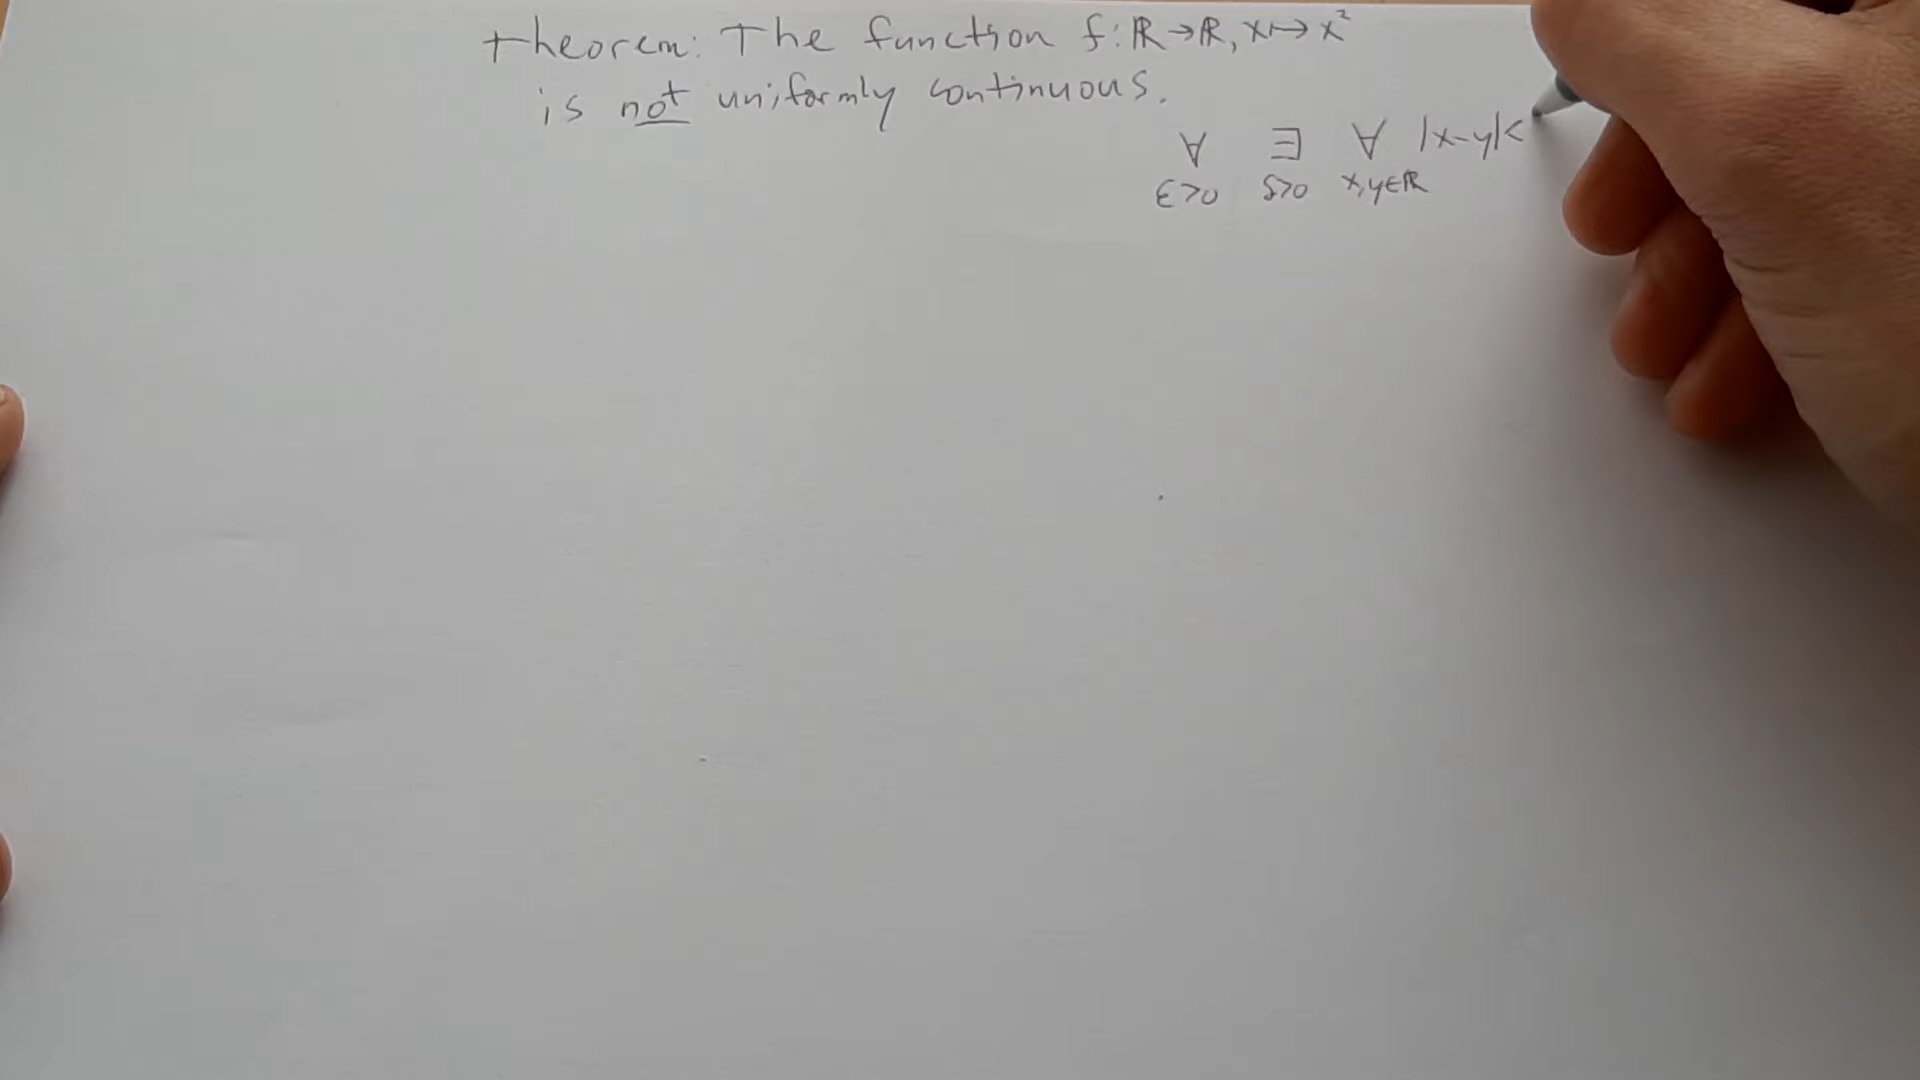 theorem: The function f: ℝ→ℝ, x↦x²
is not uniformly continuous.
∀ ∃ ∀ |x-y|<
ε>0 δ>0 x,y∈ℝ